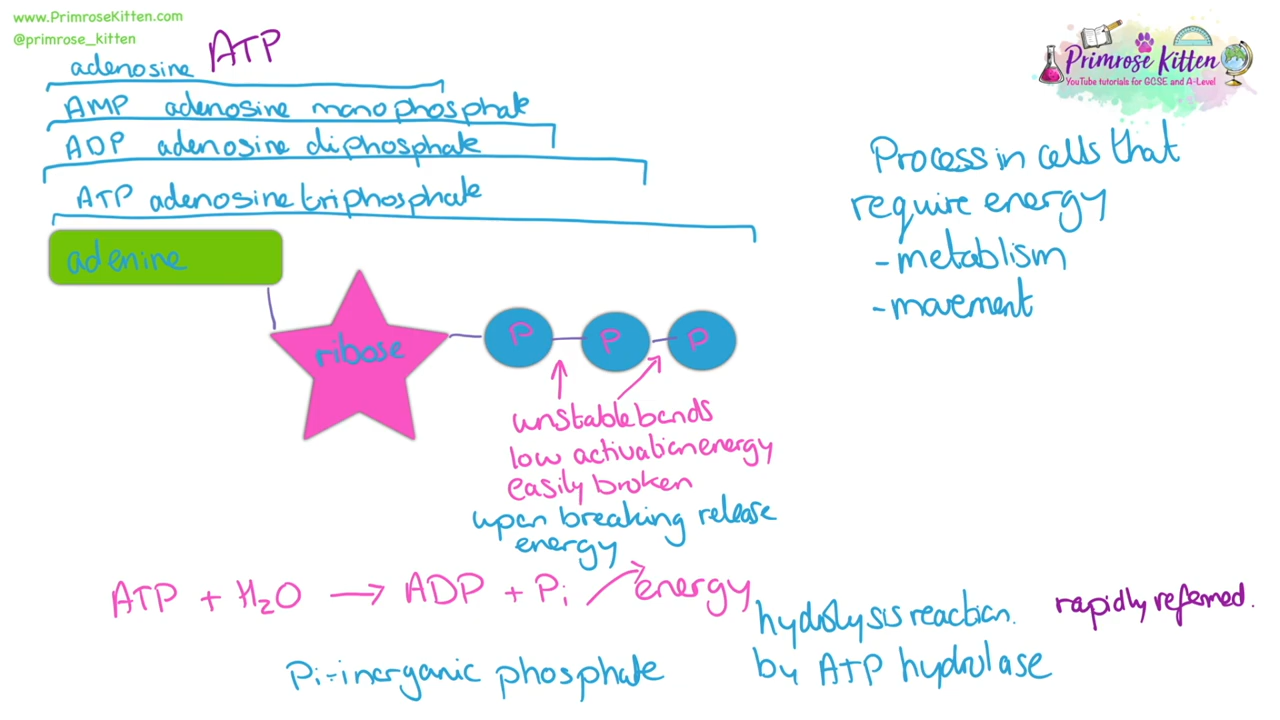 www.PrimroseKitten.com
@primrose_kitten
ATP
adenosine
AMP adenosine monophosphate
ADP adenosine diphosphate
ATP adenosine triphosphate
adenine
ribose
P P P
unstable bonds
low activation energy
easily broken
upon breaking release
energy
ATP + H₂O → ADP + Pi energy
Pi - inorganic phosphate
Primrose Kitten
YouTube tutorials for GCSE and A-Level
Process in cells that
require energy
- metablism
- movement
hydrolysis reaction.
by ATP hydrolase
rapidly reformed.